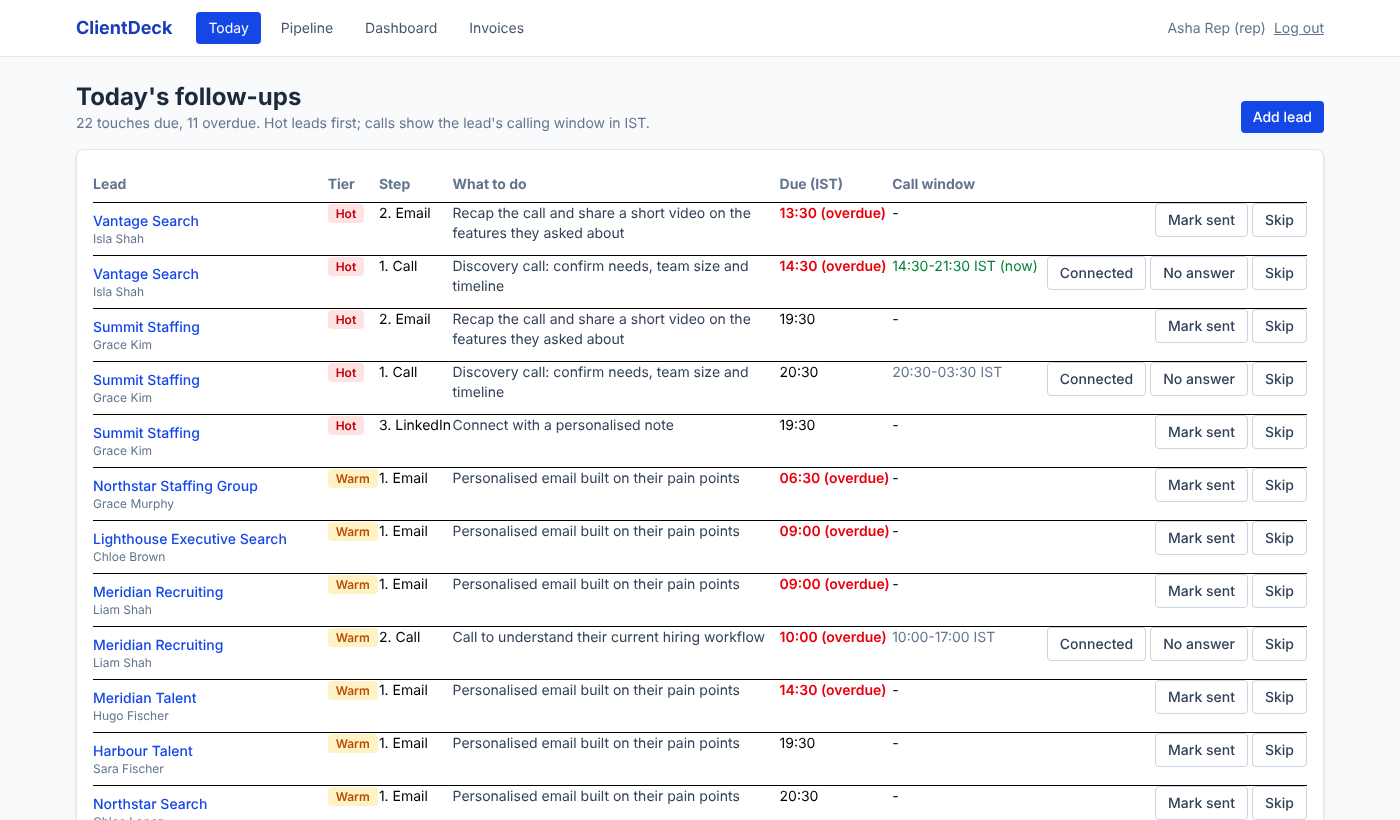 ClientDeck Today Pipeline Dashboard Invoices Asha Rep (rep) Log out
Today's follow-ups
22 touches due, 11 overdue. Hot leads first; calls show the lead's calling window in IST.
Add lead
Lead Tier Step What to do Due (IST) Call window
Vantage Search Hot 2. Email Recap the call and share a short video on the 13:30 (overdue) - Mark sent Skip
Isla Shah features they asked about
Vantage Search Hot 1. Call Discovery call: confirm needs, team size and 14:30 (overdue) 14:30-21:30 IST (now) Connected No answer Skip
Isla Shah timeline
Summit Staffing Hot 2. Email Recap the call and share a short video on the 19:30 - Mark sent Skip
Grace Kim features they asked about
Summit Staffing Hot 1. Call Discovery call: confirm needs, team size and 20:30 20:30-03:30 IST Connected No answer Skip
Grace Kim timeline
Summit Staffing Hot 3. LinkedIn Connect with a personalised note 19:30 - Mark sent Skip
Grace Kim
Northstar Staffing Group Warm 1. Email Personalised email built on their pain points 06:30 (overdue) - Mark sent Skip
Grace Murphy
Lighthouse Executive Search Warm 1. Email Personalised email built on their pain points 09:00 (overdue) - Mark sent Skip
Chloe Brown
Meridian Recruiting Warm 1. Email Personalised email built on their pain points 09:00 (overdue) - Mark sent Skip
Liam Shah
Meridian Recruiting Warm 2. Call Call to understand their current hiring workflow 10:00 (overdue) 10:00-17:00 IST Connected No answer Skip
Liam Shah
Meridian Talent Warm 1. Email Personalised email built on their pain points 14:30 (overdue) - Mark sent Skip
Hugo Fischer
Harbour Talent Warm 1. Email Personalised email built on their pain points 19:30 - Mark sent Skip
Sara Fischer
Northstar Search Warm 1. Email Personalised email built on their pain points 20:30 - Mark sent Skip